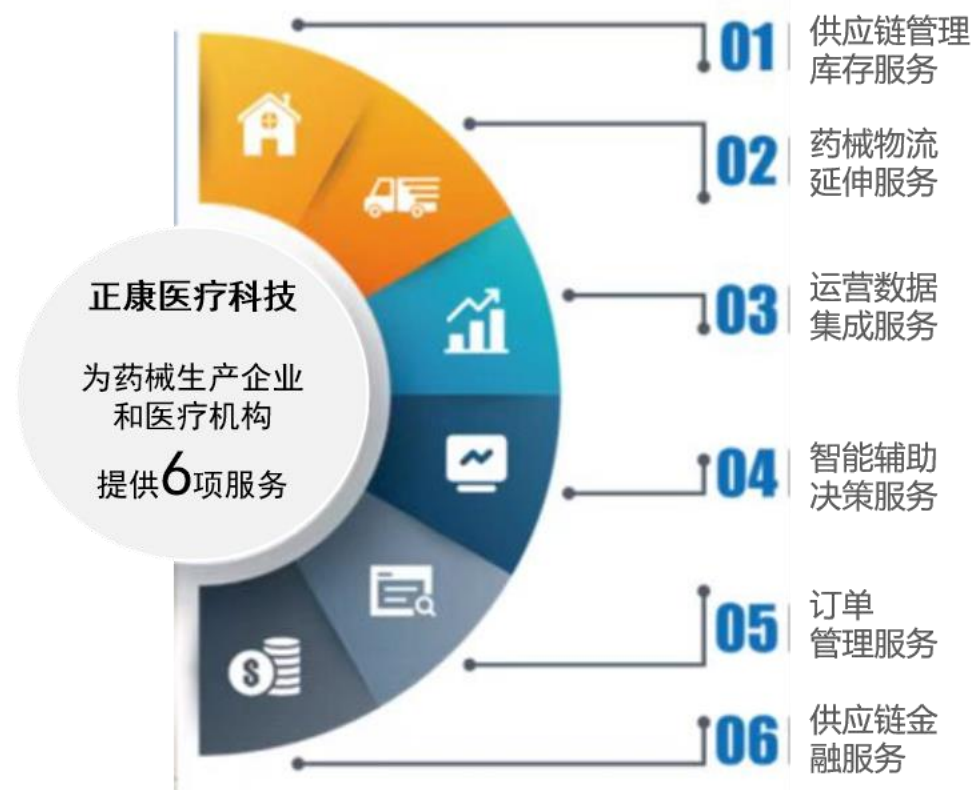 正康医疗科技
为药械生产企业
和医疗机构
提供6项服务
01
供应链管理
库存服务
02
药械物流
延伸服务
03
运营数据
集成服务
04
智能辅助
决策服务
05
订单
管理服务
06
供应链金
融服务
$